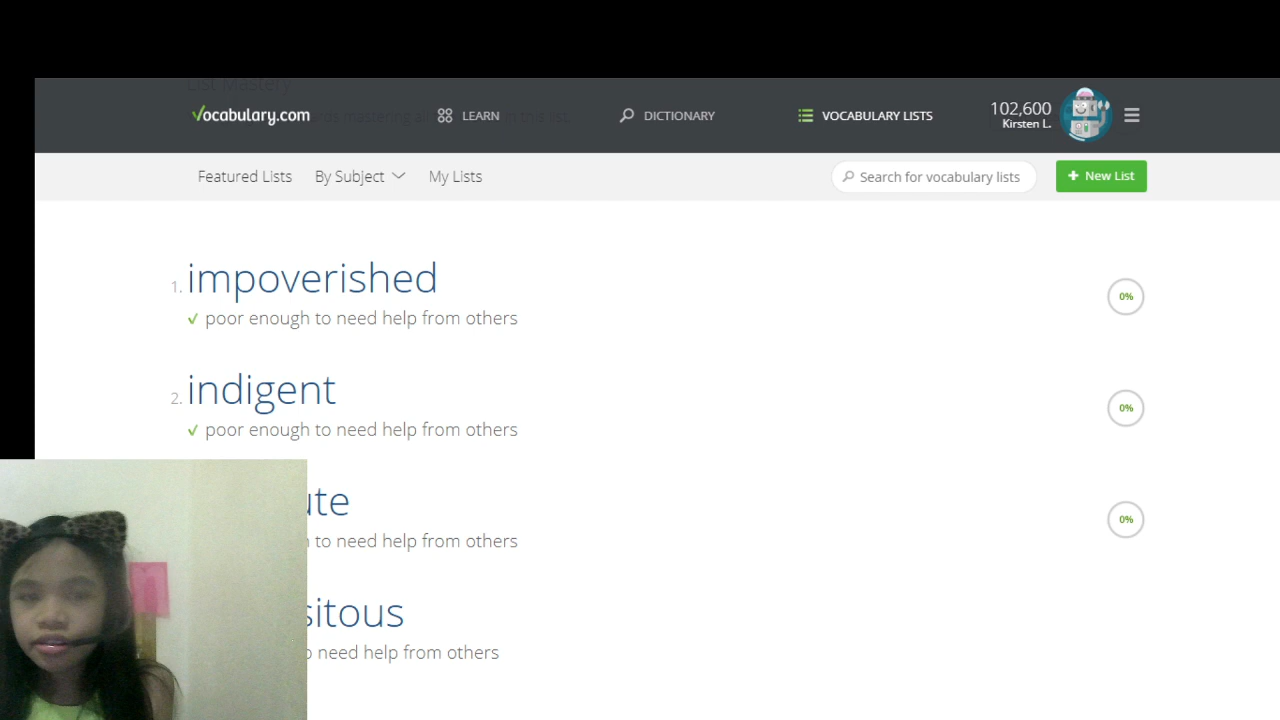 List Mastery
Vocabulary.com
LEARN
DICTIONARY
VOCABULARY LISTS
102,600
Kirsten L.
Featured Lists
By Subject
My Lists
Search for vocabulary lists
+ New List
1. impoverished
✓ poor enough to need help from others
0%
2. indigent
✓ poor enough to need help from others
0%
ute
to need help from others
0%
sitous
need help from others